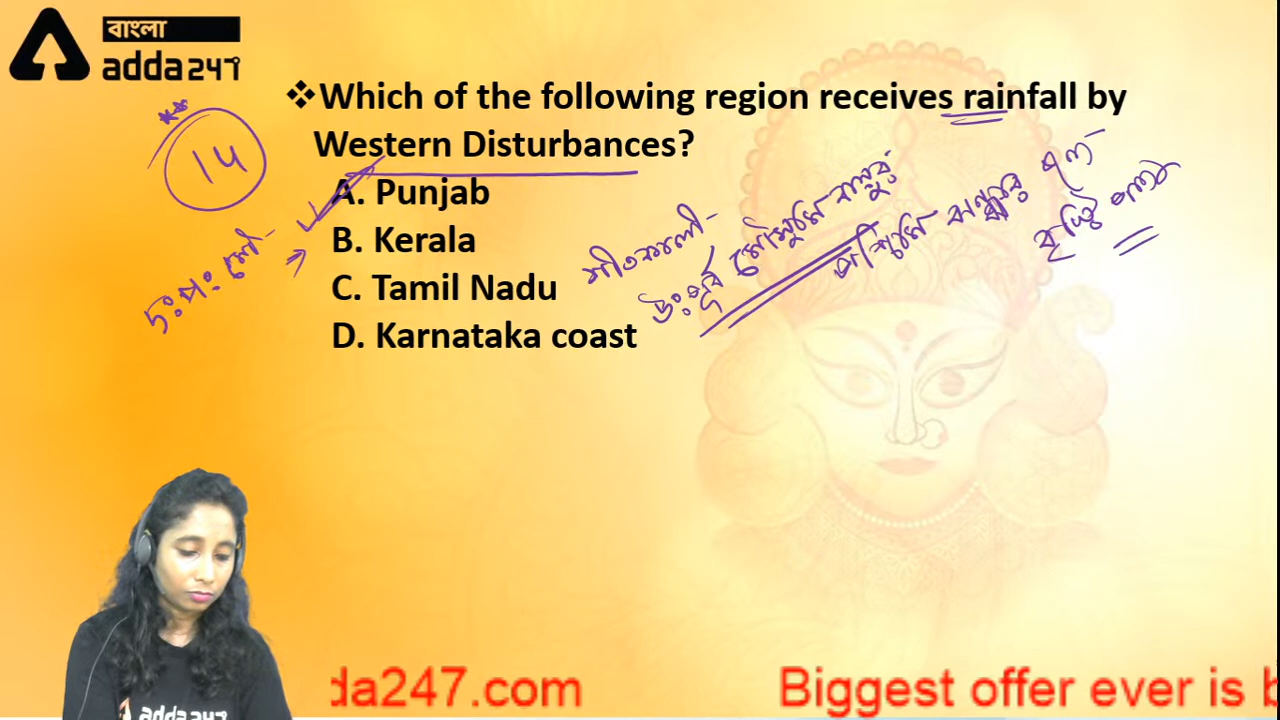 বাংলা
adda247
❖Which of the following region receives rainfall by
Western Disturbances?
A. Punjab
B. Kerala
C. Tamil Nadu
D. Karnataka coast
14
দঃপঃ মৌ-
শীতকালী-
উঃপূর্ব মৌসুমি বায়ুর
পশ্চিমি ঝঞ্ঝার
বৃষ্টি
adda247
da247.com
Biggest offer ever is b